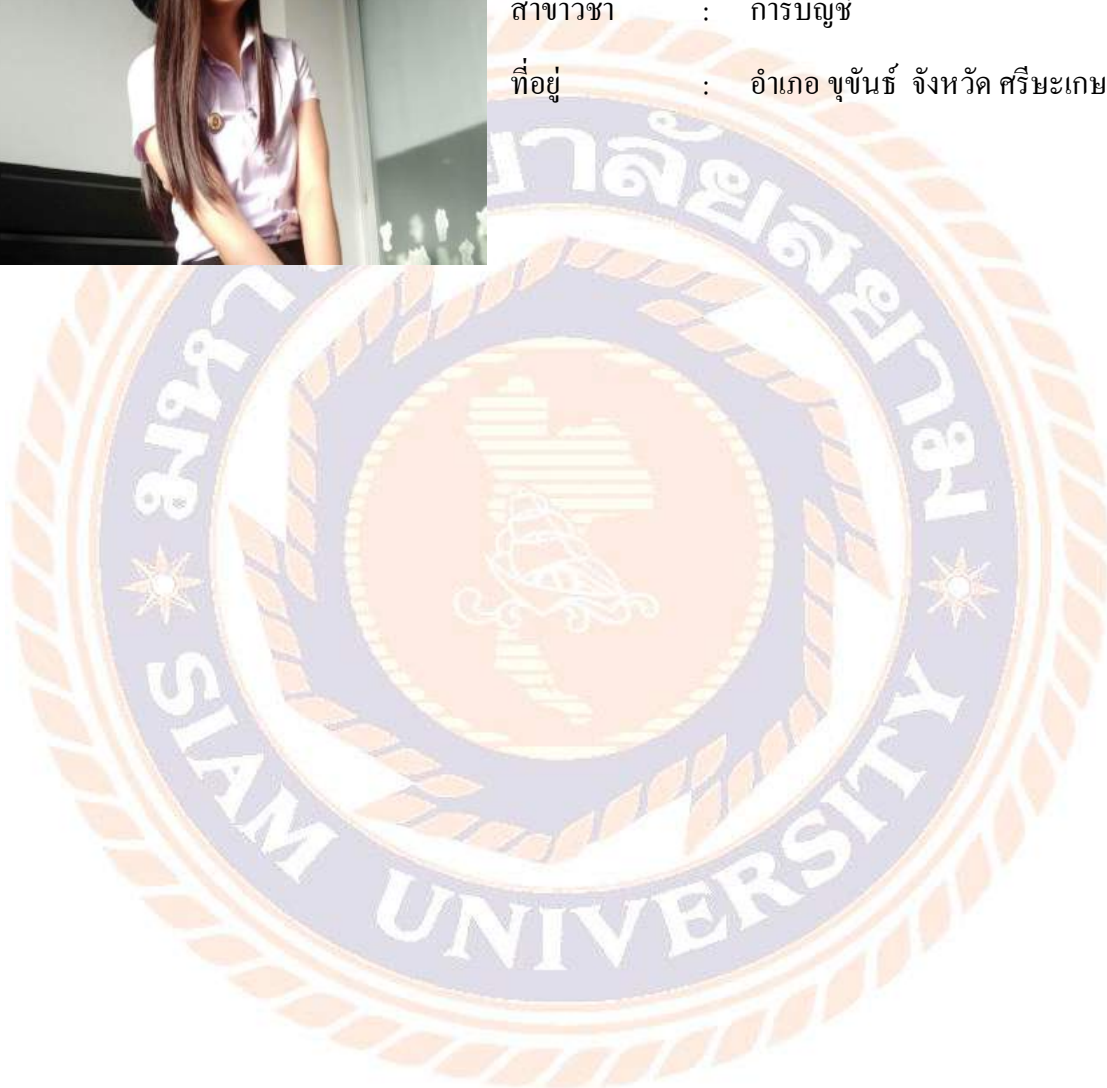 สาขาวิชา : การบัญชี
ที่อยู่ : อำเภอ ขุขันธ์ จังหวัด ศรีษะเกษ
มหาวิทยาลัยสยาม
SIAM UNIVERSITY